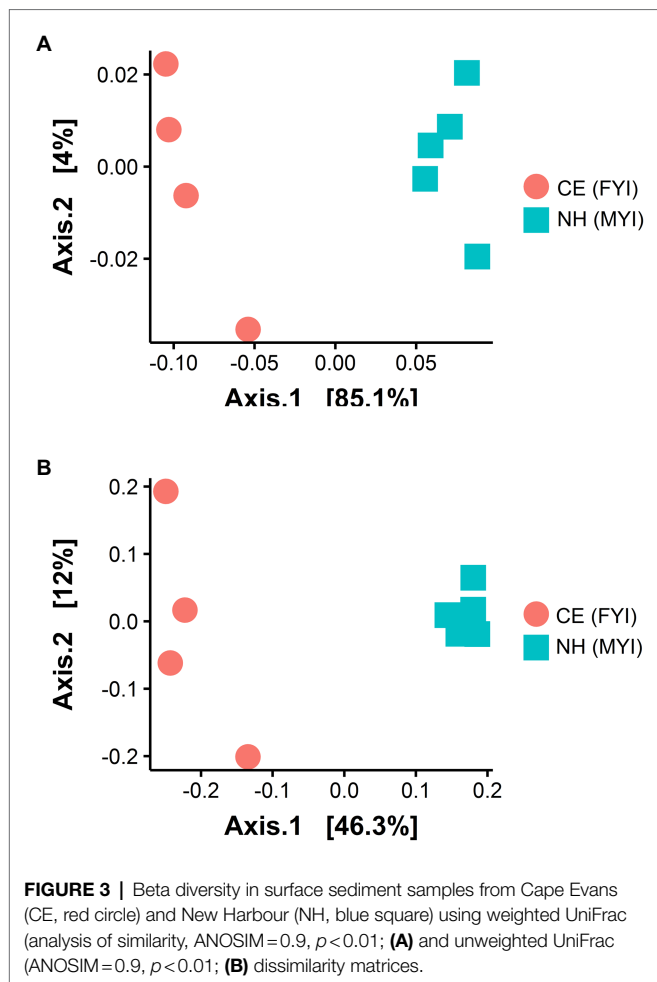 A
0.02
0.00
-0.02
Axis.2 [4%]
-0.10 -0.05 0.00 0.05
Axis.1 [85.1%]
CE (FYI)
NH (MYI)
B
0.2
0.1
0.0
-0.1
-0.2
Axis.2 [12%]
-0.2 -0.1 0.0 0.1 0.2
Axis.1 [46.3%]
CE (FYI)
NH (MYI)
FIGURE 3 | Beta diversity in surface sediment samples from Cape Evans
(CE, red circle) and New Harbour (NH, blue square) using weighted UniFrac
(analysis of similarity, ANOSIM=0.9, p<0.01; (A) and unweighted UniFrac
(ANOSIM=0.9, p<0.01; (B) dissimilarity matrices.